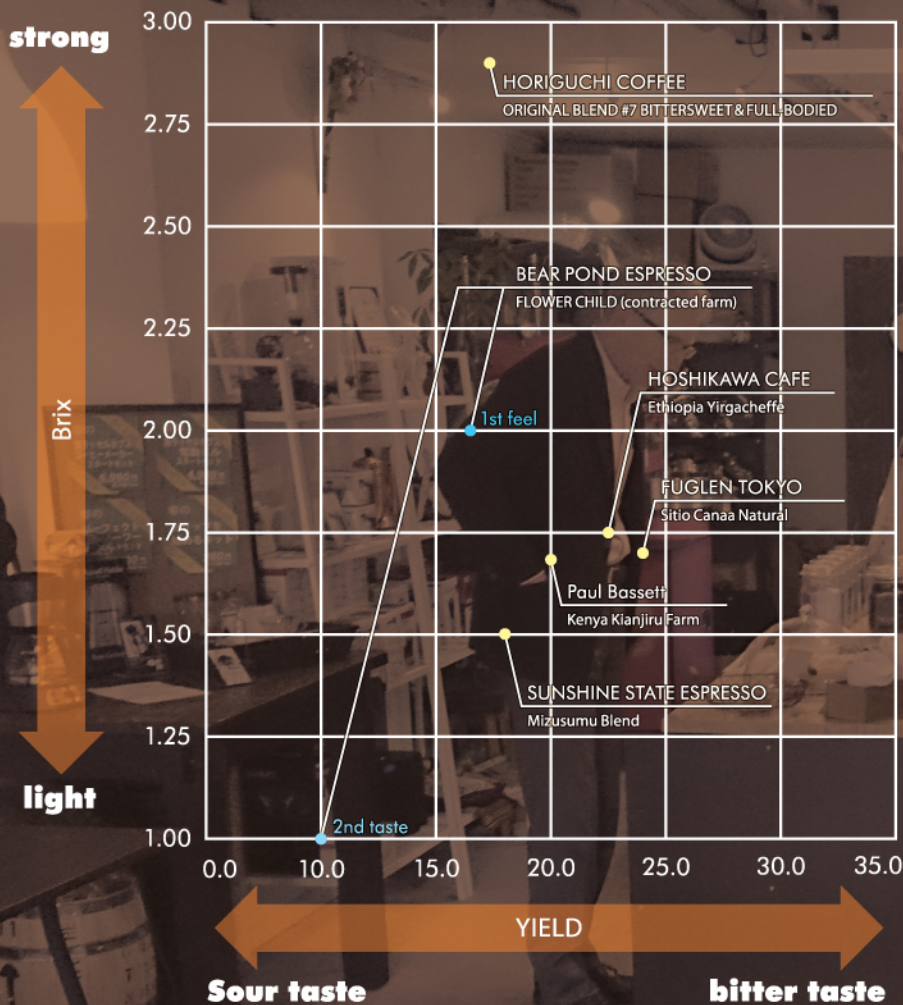 strong
3.00
HORIGUCHI COFFEE
ORIGINAL BLEND #7 BITTERSWEET & FULL-BODIED
2.75
2.50
BEAR POND ESPRESSO
FLOWER CHILD (contracted farm)
2.25
HOSHIKAWA CAFE
Ethiopia Yirgacheffe
Brix
2.00
1st feel
FUGLEN TOKYO
Sitio Canaa Natural
1.75
Paul Bassett
Kenya Kianjiru Farm
1.50
SUNSHINE STATE ESPRESSO
Mizusumu Blend
1.25
light
1.00
2nd taste
0.0 10.0 15.0 20.0 25.0 30.0 35.0
YIELD
Sour taste bitter taste